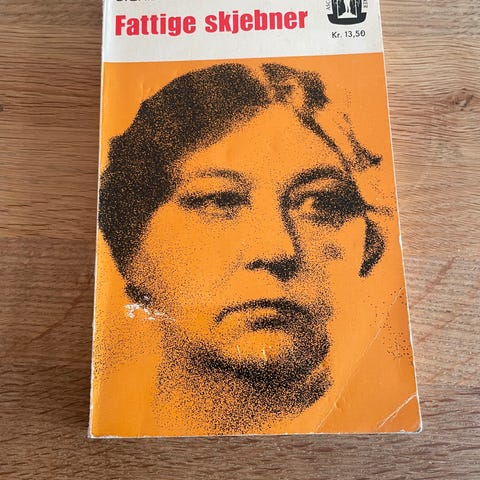 Fattige skjebner
Kr. 13,50